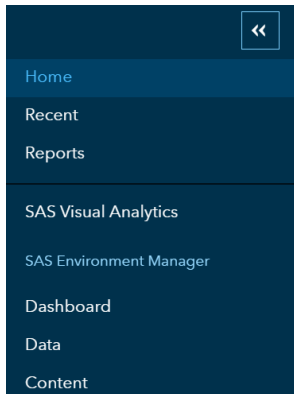 Home
Recent
Reports
SAS Visual Analytics
SAS Environment Manager
Dashboard
Data
Content